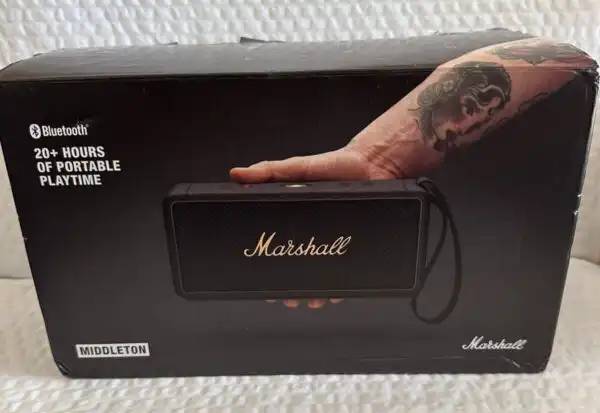 Bluetooth®
20+ HOURS
OF PORTABLE
PLAYTIME
Marshall
MIDDLETON
Marshall